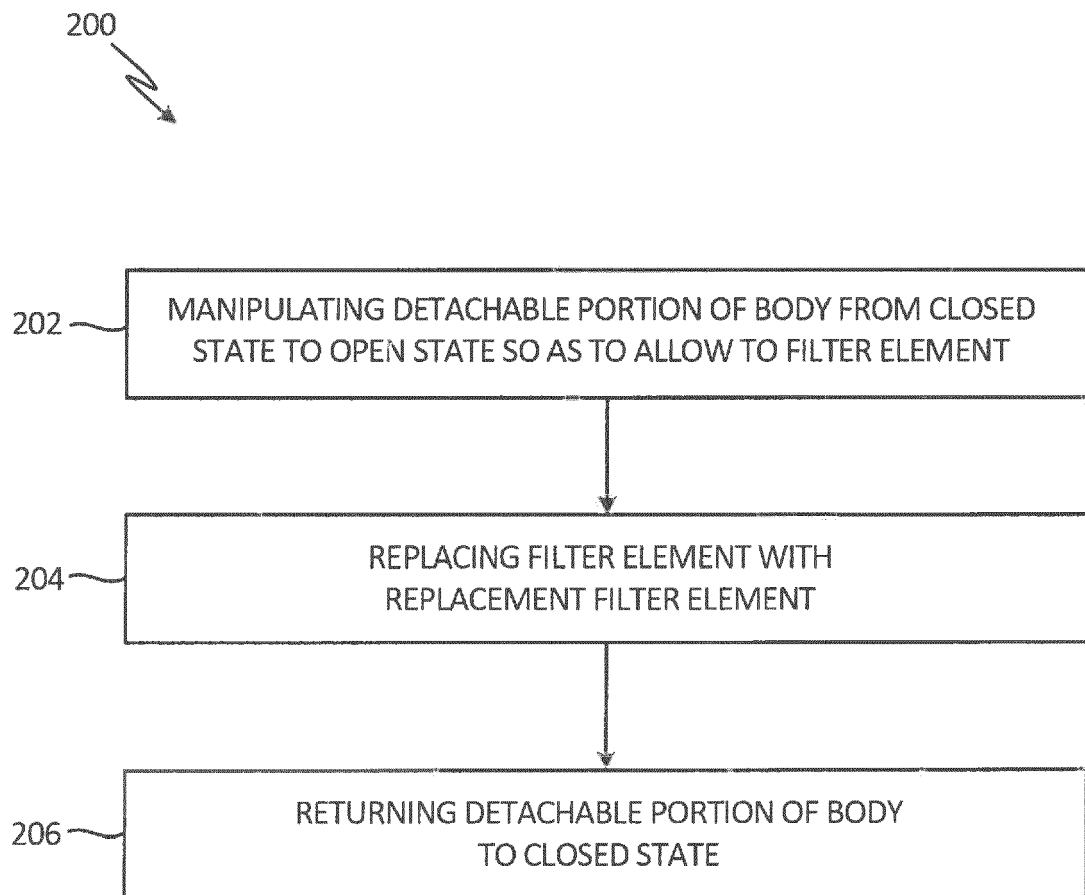 200
202
MANIPULATING DETACHABLE PORTION OF BODY FROM CLOSED
STATE TO OPEN STATE SO AS TO ALLOW TO FILTER ELEMENT
204
REPLACING FILTER ELEMENT WITH
REPLACEMENT FILTER ELEMENT
206
RETURNING DETACHABLE PORTION OF BODY
TO CLOSED STATE